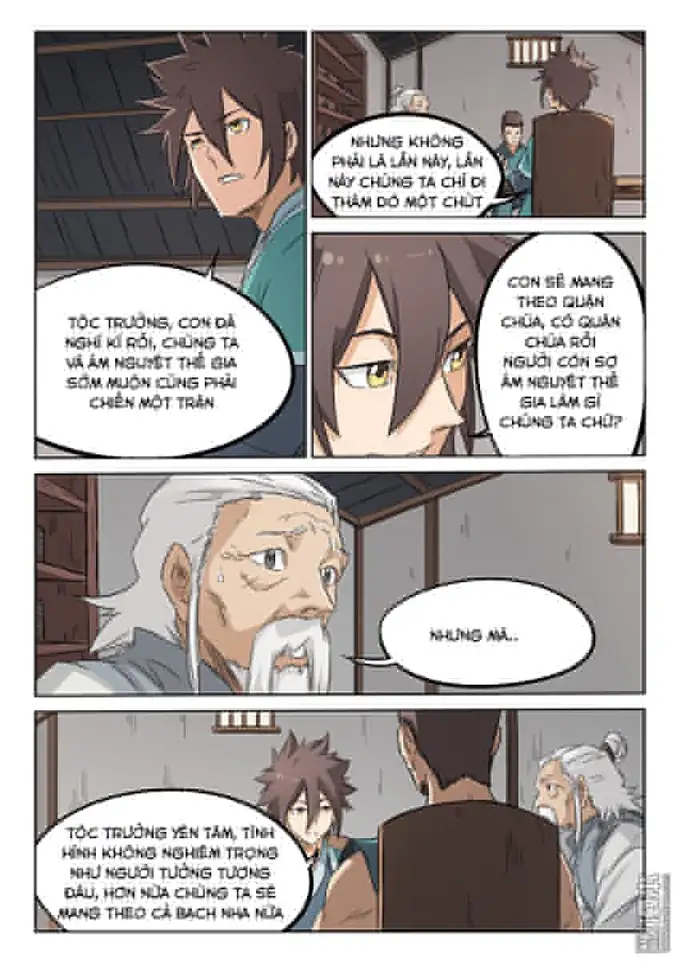 TỘC TRƯỞNG, CON ĐÃ
NGHĨ KĨ RỒI, CHÚNG TA
VÀ ÁM NGUYỆT THẾ GIA
SỚM MUỘN CŨNG PHẢI
CHIẾN MỘT TRẬN
NHƯNG KHÔNG
PHẢI LÀ LẦN NÀY, LẦN
NÀY CHÚNG TA CHỈ ĐI
THĂM DÒ MỘT CHÚT
CON SẼ MANG
THEO QUẬN
CHÚA, CÓ QUẬN
CHÚA RỒI
NGƯỜI CÒN SỢ
ÁM NGUYỆT THẾ
GIA LÀM GÌ
CHÚNG TA CHỨ?
NHƯNG MÀ..
TỘC TRƯỞNG YÊN TÂM, TÌNH
HÌNH KHÔNG NGHIÊM TRỌNG
NHƯ NGƯỜI TƯỞNG TƯỢNG
ĐÂU, HƠN NỮA CHÚNG TA SẼ
MANG THEO CẢ BẠCH NHA NỮA